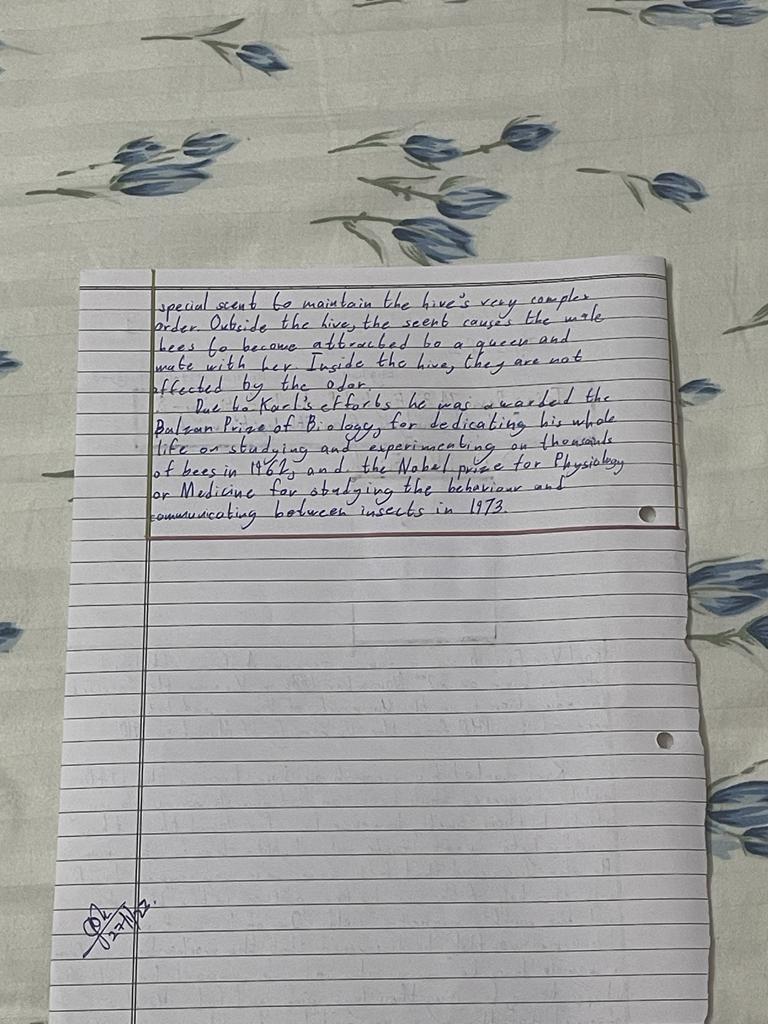 special scent to maintain the hive's very complex
order. Outside the hive, the scent causes the male
bees to become attracted to a queen and
mate with her. Inside the hive, they are not
affected by the odor.
Due to Karl's efforts he was awarded the
Balzan Prize of Biology, for dedicating his whole
life on studying and experimenting on thousands
of bees in 1962, and the Nobel prize for Physiology
or Medicine for studying the behaviour and
communicating between insects in 1973.